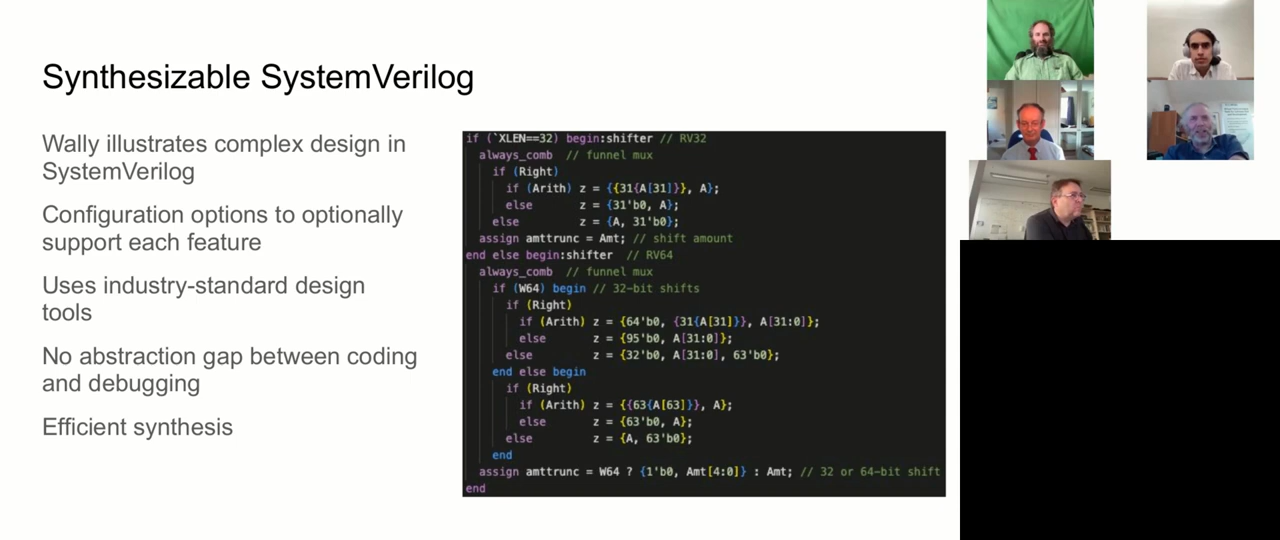 Synthesizable SystemVerilog
Wally illustrates complex design in
SystemVerilog
Configuration options to optionally
support each feature
Uses industry-standard design
tools
No abstraction gap between coding
and debugging
Efficient synthesis
if (`XLEN==32) begin:shifter // RV32
always_comb // funnel mux
if (Right)
if (Arith) z = {{31{A[31]}}, A};
else z = {31'b0, A};
else z = {A, 31'b0};
assign amttrunc = Amt; // shift amount
end else begin:shifter // RV64
always_comb // funnel mux
if (W64) begin // 32-bit shifts
if (Right)
if (Arith) z = {64'b0, {31{A[31]}}, A[31:0]};
else z = {95'b0, A[31:0]};
else z = {32'b0, A[31:0], 63'b0};
end else begin
if (Right)
if (Arith) z = {{63{A[63]}}, A};
else z = {63'b0, A};
else z = {A, 63'b0};
end
assign amttrunc = W64 ? {1'b0, Amt[4:0]} : Amt; // 32 or 64-bit shift
end